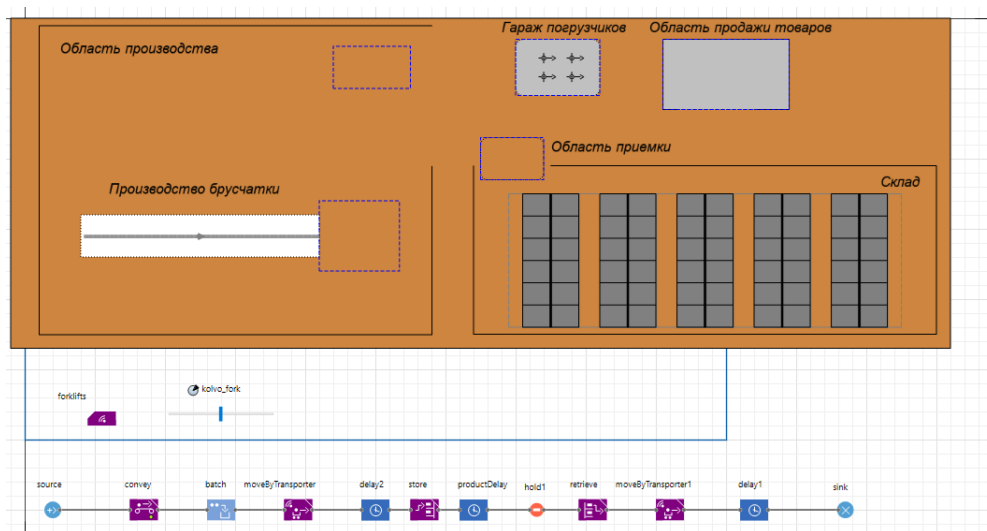 Гараж погрузчиков
Область продажи товаров
Область производства
Область приемки
Производство брусчатки
Склад
forklifts
kolvo_fork
source
convey
batch
moveByTransporter
delay2
store
productDelay
hold1
retrieve
moveByTransporter1
delay1
sink